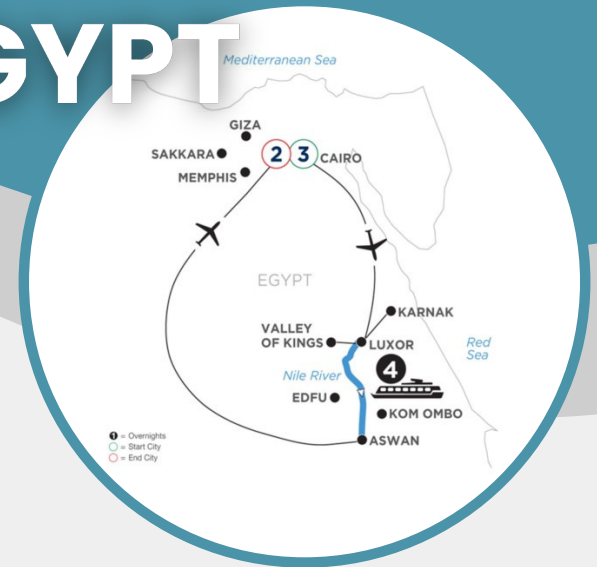 GYPT
Mediterranean Sea
GIZA
SAKKARA
2 3 CAIRO
MEMPHIS
EGYPT
KARNAK
VALLEY
OF KINGS
LUXOR
Red
Sea
4
Nile River
EDFU
KOM OMBO
ASWAN
1 = Overnights
= Start City
= End City